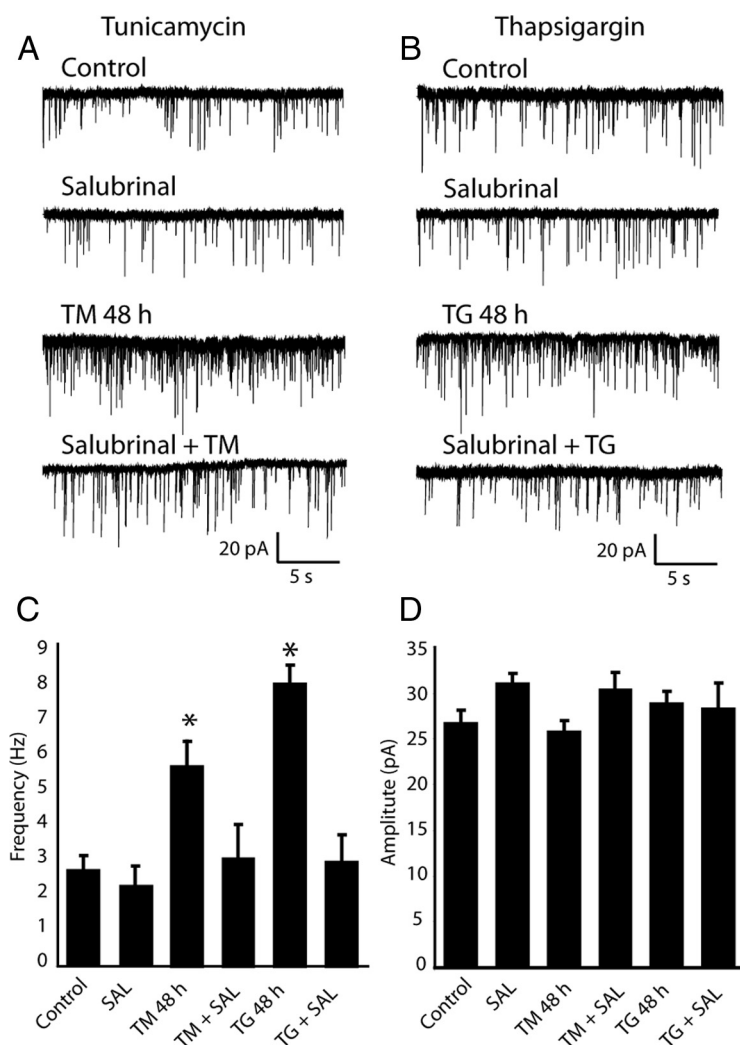 Tunicamycin
Thapsigargin
A
B
Control
Control
Salubrinal
Salubrinal
TM 48 h
TG 48 h
Salubrinal + TM
Salubrinal + TG
20 pA
5 s
20 pA
5 s
C
D
Frequency (Hz)
9
8
7
6
5
4
3
2
1
0
*
*
Control
SAL
TM 48 h
TM + SAL
TG 48 h
TG + SAL
Amplitute (pA)
35
30
25
20
15
10
5
0
Control
SAL
TM 48 h
TM + SAL
TG 48 h
TG + SAL